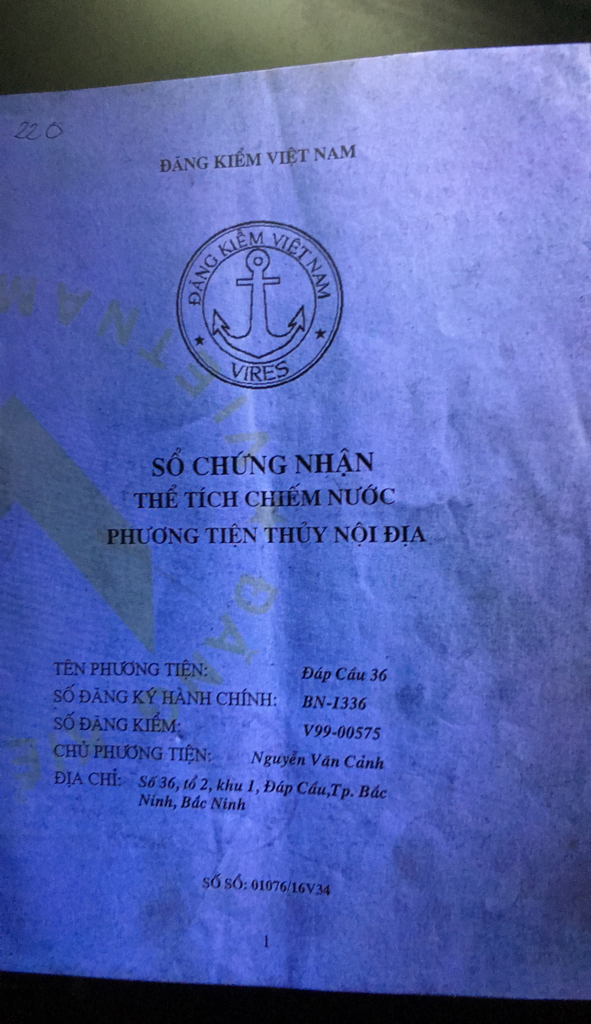 220
ĐĂNG KIỂM VIỆT NAM
ĐĂNG KIỂM VIỆT NAM
VIRES
SỔ CHỨNG NHẬN
THỂ TÍCH CHIẾM NƯỚC
PHƯƠNG TIỆN THỦY NỘI ĐỊA
TÊN PHƯƠNG TIỆN: Đáp Cầu 36
SỐ ĐĂNG KÝ HÀNH CHÍNH: BN-1336
SỐ ĐĂNG KIỂM: V99-00575
CHỦ PHƯƠNG TIỆN: Nguyễn Văn Cảnh
ĐỊA CHỈ: Số 36, tổ 2, khu 1, Đáp Cầu,Tp. Bắc
Ninh, Bắc Ninh
SỐ SỔ: 01076/16V34
1